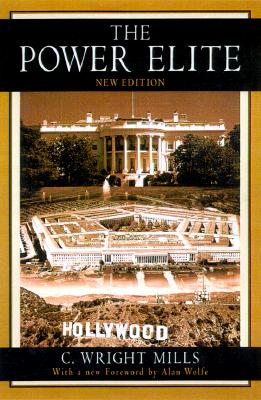 THE
POWER ELITE
NEW EDITION
HOLLYWOOD
C. WRIGHT MILLS
With a new Foreword by Alan Wolfe